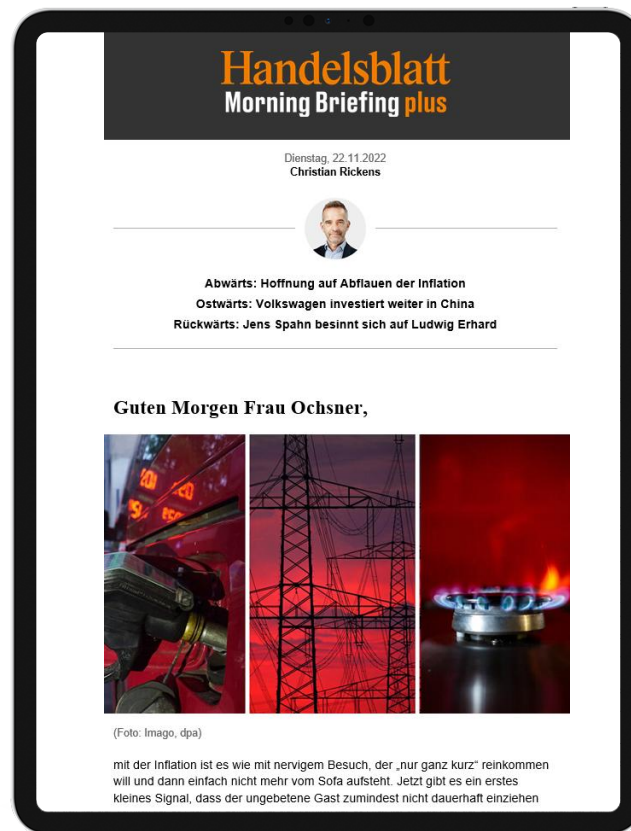 Handelsblatt
Morning Briefing plus
Dienstag, 22.11.2022
Christian Rickens
Abwärts: Hoffnung auf Abflauen der Inflation
Ostwärts: Volkswagen investiert weiter in China
Rückwärts: Jens Spahn besinnt sich auf Ludwig Erhard
Guten Morgen Frau Ochsner,
(Foto: Imago, dpa)
mit der Inflation ist es wie mit nervigem Besuch, der „nur ganz kurz“ reinkommen
will und dann einfach nicht mehr vom Sofa aufsteht. Jetzt gibt es ein erstes
kleines Signal, dass der ungebetene Gast zumindest nicht dauerhaft einziehen